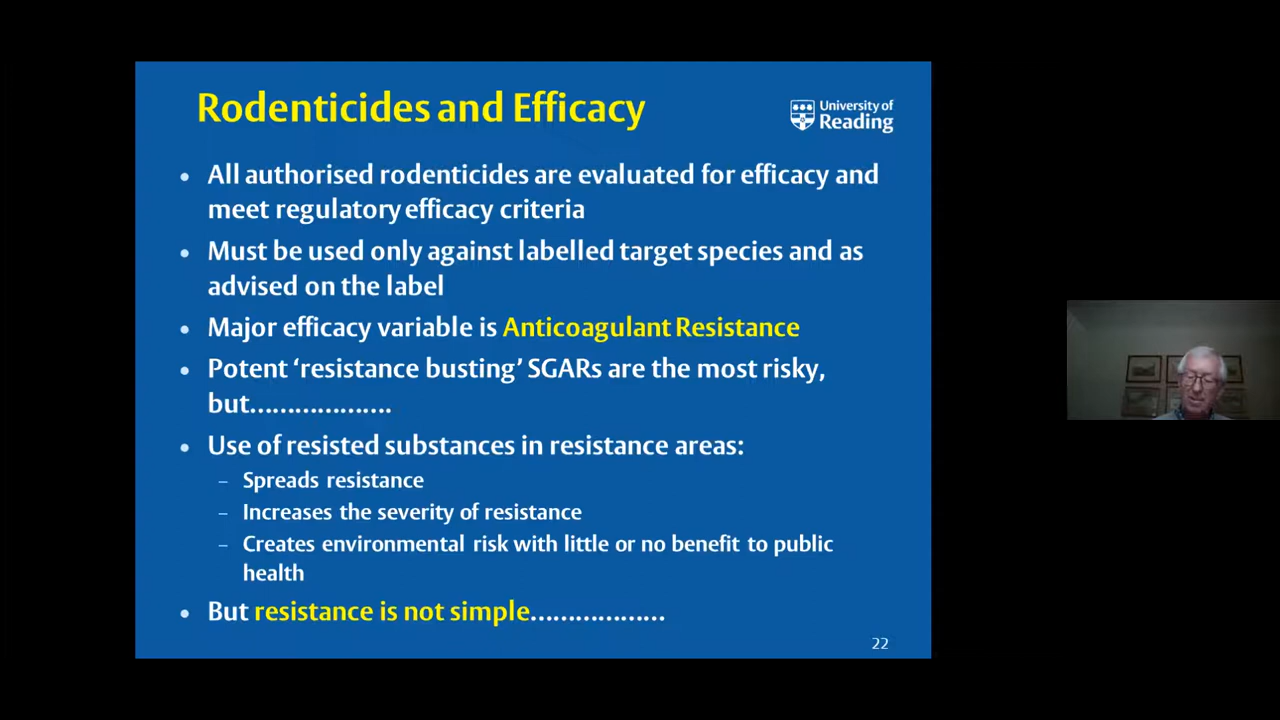 Rodenticides and Efficacy
University of
Reading
• All authorised rodenticides are evaluated for efficacy and
meet regulatory efficacy criteria
• Must be used only against labelled target species and as
advised on the label
• Major efficacy variable is Anticoagulant Resistance
• Potent ‘resistance busting’ SGARs are the most risky,
but...................
• Use of resisted substances in resistance areas:
– Spreads resistance
– Increases the severity of resistance
– Creates environmental risk with little or no benefit to public
health
• But resistance is not simple..................
22